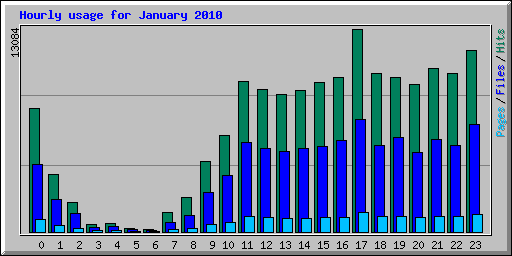 Hourly usage for January 2010
13084
Pages/Files/Hits
0 1 2 3 4 5 6 7 8 9 10 11 12 13 14 15 16 17 18 19 20 21 22 23